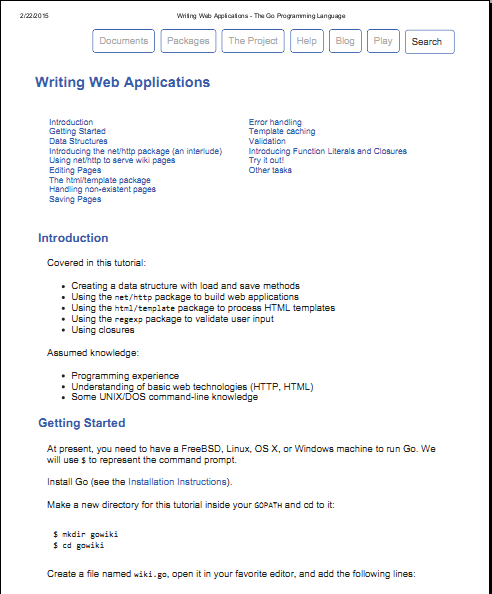 2/22/2015 Writing Web Applications - The Go Programming Language
Documents Packages The Project Help Blog Play Search
Writing Web Applications
Introduction
Getting Started
Data Structures
Introducing the net/http package (an interlude)
Using net/http to serve wiki pages
Editing Pages
The html/template package
Handling non-existent pages
Saving Pages
Error handling
Template caching
Validation
Introducing Function Literals and Closures
Try it out!
Other tasks
Introduction
Covered in this tutorial:
• Creating a data structure with load and save methods
• Using the net/http package to build web applications
• Using the html/template package to process HTML templates
• Using the regexp package to validate user input
• Using closures
Assumed knowledge:
• Programming experience
• Understanding of basic web technologies (HTTP, HTML)
• Some UNIX/DOS command-line knowledge
Getting Started
At present, you need to have a FreeBSD, Linux, OS X, or Windows machine to run Go. We
will use $ to represent the command prompt.
Install Go (see the Installation Instructions).
Make a new directory for this tutorial inside your GOPATH and cd to it:
$ mkdir gowiki
$ cd gowiki
Create a file named wiki.go, open it in your favorite editor, and add the following lines: